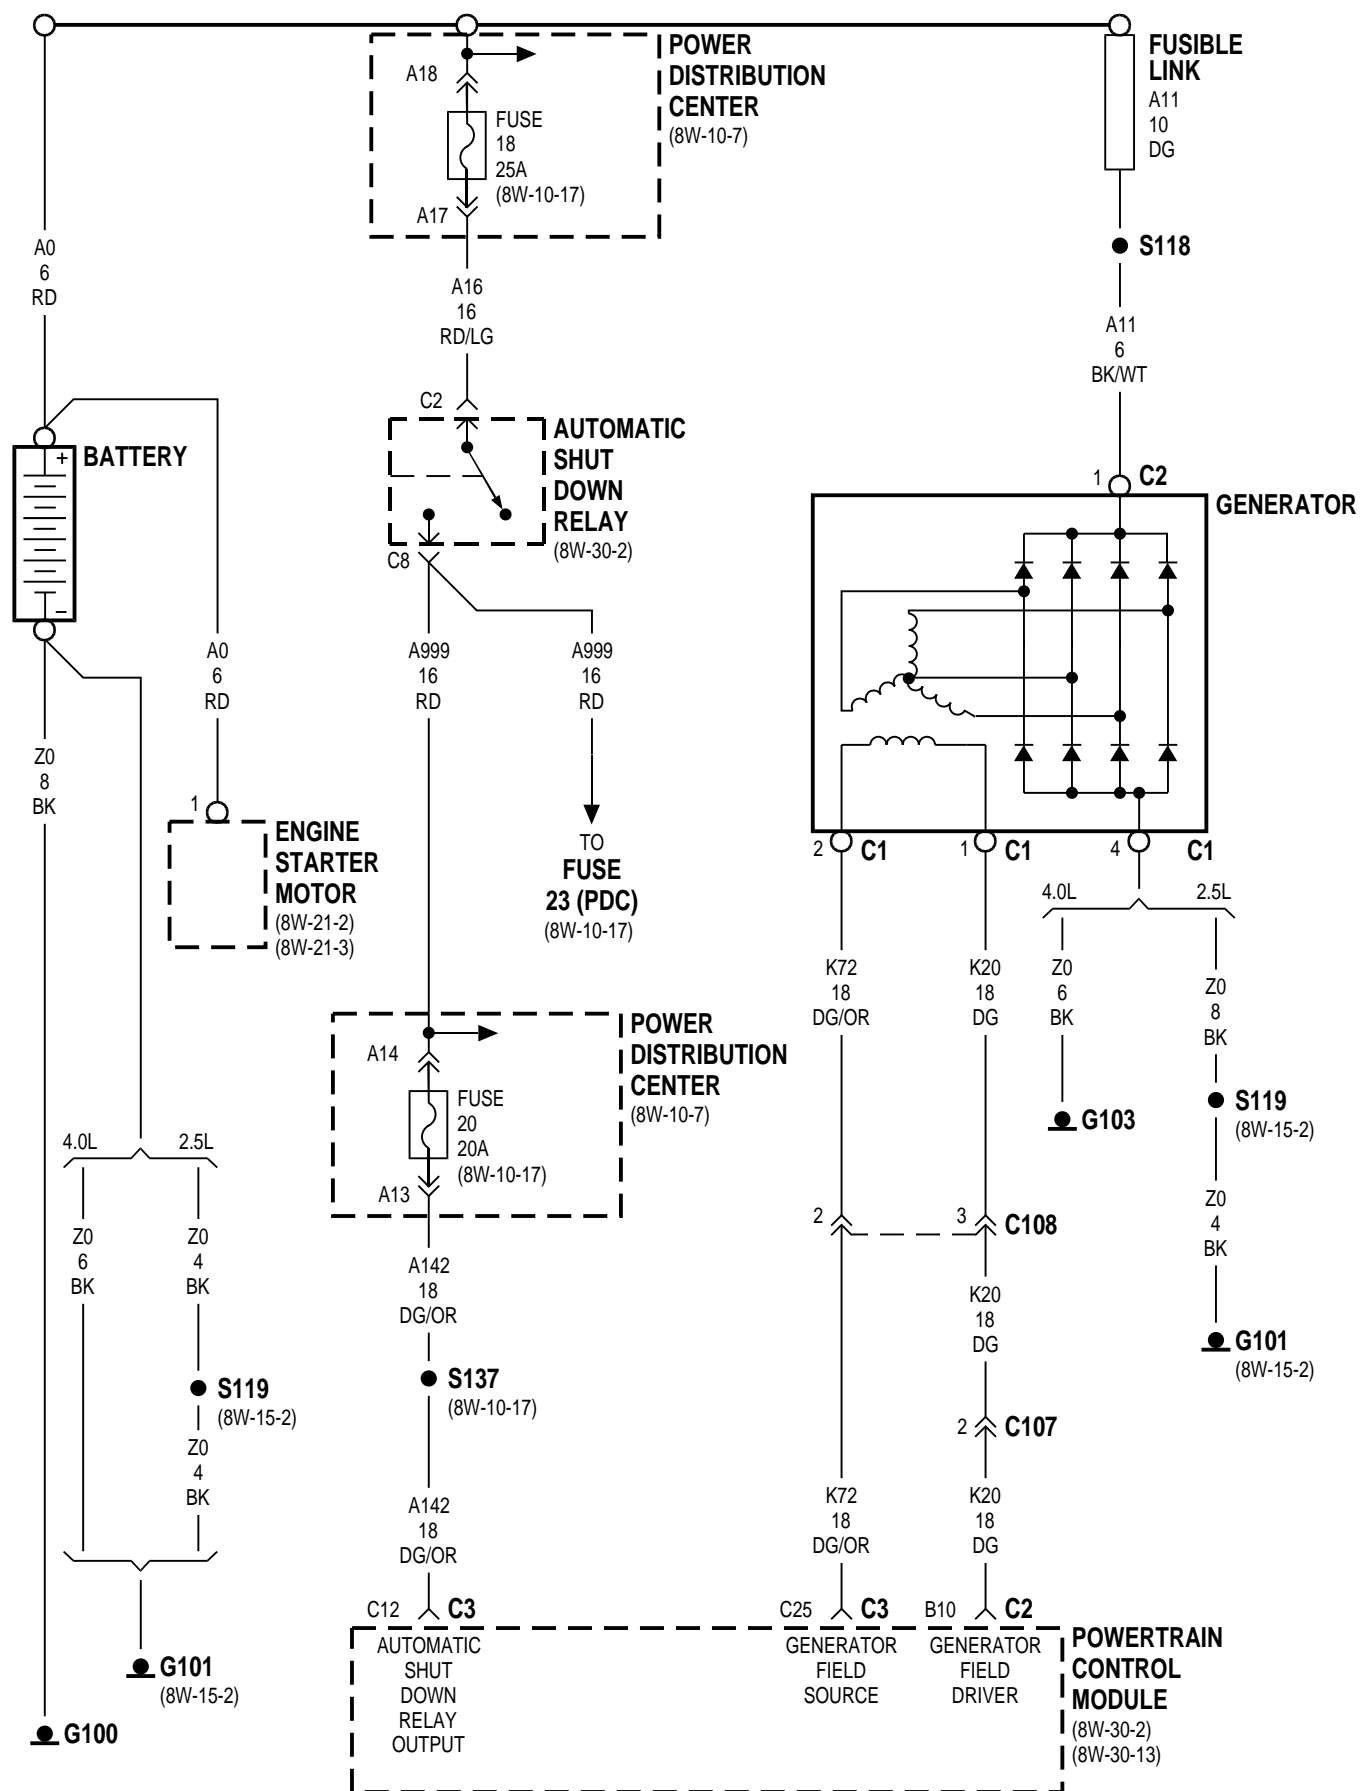 POWER
DISTRIBUTION
CENTER
(8W-10-7)
A18
FUSE
18
25A
(8W-10-17)
A17
FUSIBLE
LINK
A11
10
DG
S118
A11
6
BK/WT
A0
6
RD
A16
16
RD/LG
C2
AUTOMATIC
SHUT
DOWN
RELAY
(8W-30-2)
C8
+
BATTERY
–
1
C2
GENERATOR
A0
6
RD
A999
16
RD
A999
16
RD
Z0
8
BK
1
ENGINE
STARTER
MOTOR
(8W-21-2)
(8W-21-3)
TO
FUSE
23 (PDC)
(8W-10-17)
2
C1
1
C1
4
C1
4.0L
2.5L
K72
18
DG/OR
K20
18
DG
Z0
6
BK
Z0
8
BK
G103
S119
(8W-15-2)
Z0
4
BK
G101
(8W-15-2)
POWER
DISTRIBUTION
CENTER
(8W-10-7)
A14
FUSE
20
20A
(8W-10-17)
A13
4.0L
2.5L
Z0
6
BK
Z0
4
BK
S119
(8W-15-2)
Z0
4
BK
G101
(8W-15-2)
G100
A142
18
DG/OR
S137
(8W-10-17)
A142
18
DG/OR
2
3
C108
K20
18
DG
2
C107
K72
18
DG/OR
K20
18
DG
C12
C3
C25
C3
B10
C2
AUTOMATIC
SHUT
DOWN
RELAY
OUTPUT
GENERATOR
FIELD
SOURCE
GENERATOR
FIELD
DRIVER
POWERTRAIN
CONTROL
MODULE
(8W-30-2)
(8W-30-13)